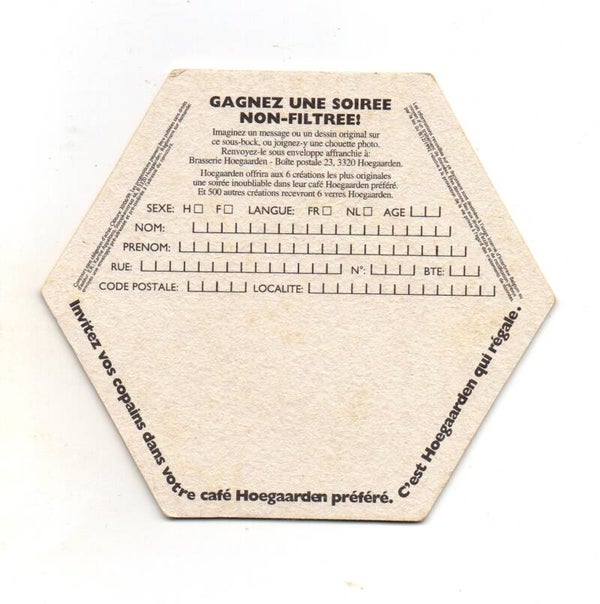 GAGNEZ UNE SOIREE
NON-FILTREE!
Imaginez un message ou un dessin original sur
ce sous-bock, ou joignez-y une chouette photo.
Renvoyez-le sous enveloppe affranchie à:
Brasserie Hoegaarden - Boîte postale 23, 3320 Hoegaarden.
Hoegaarden offrira aux 6 créations les plus originales
une soirée inoubliable dans leur café Hoegaarden préféré.
Et 500 autres créations recevront 6 verres Hoegaarden.
SEXE: H F LANGUE: FR NL AGE
NOM:
PRENOM:
RUE: N°: BTE:
CODE POSTALE: LOCALITE:
Invitez vos copains dans votre café Hoegaarden préféré. C'est Hoegaarden qui régale.